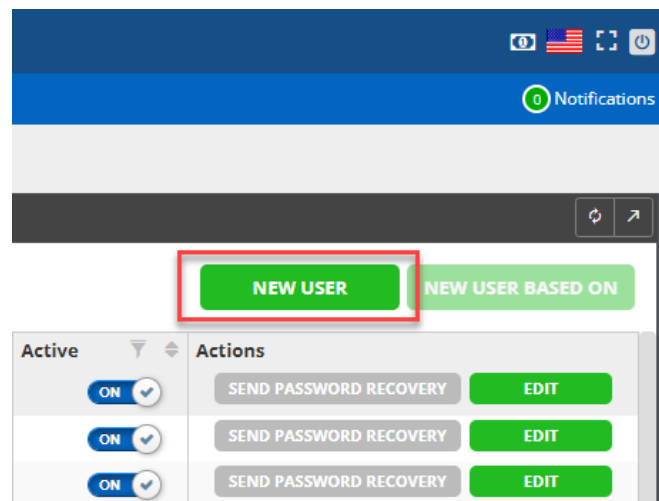 0 Notifications
NEW USER NEW USER BASED ON
Active Actions
ON SEND PASSWORD RECOVERY EDIT
ON SEND PASSWORD RECOVERY EDIT
ON SEND PASSWORD RECOVERY EDIT